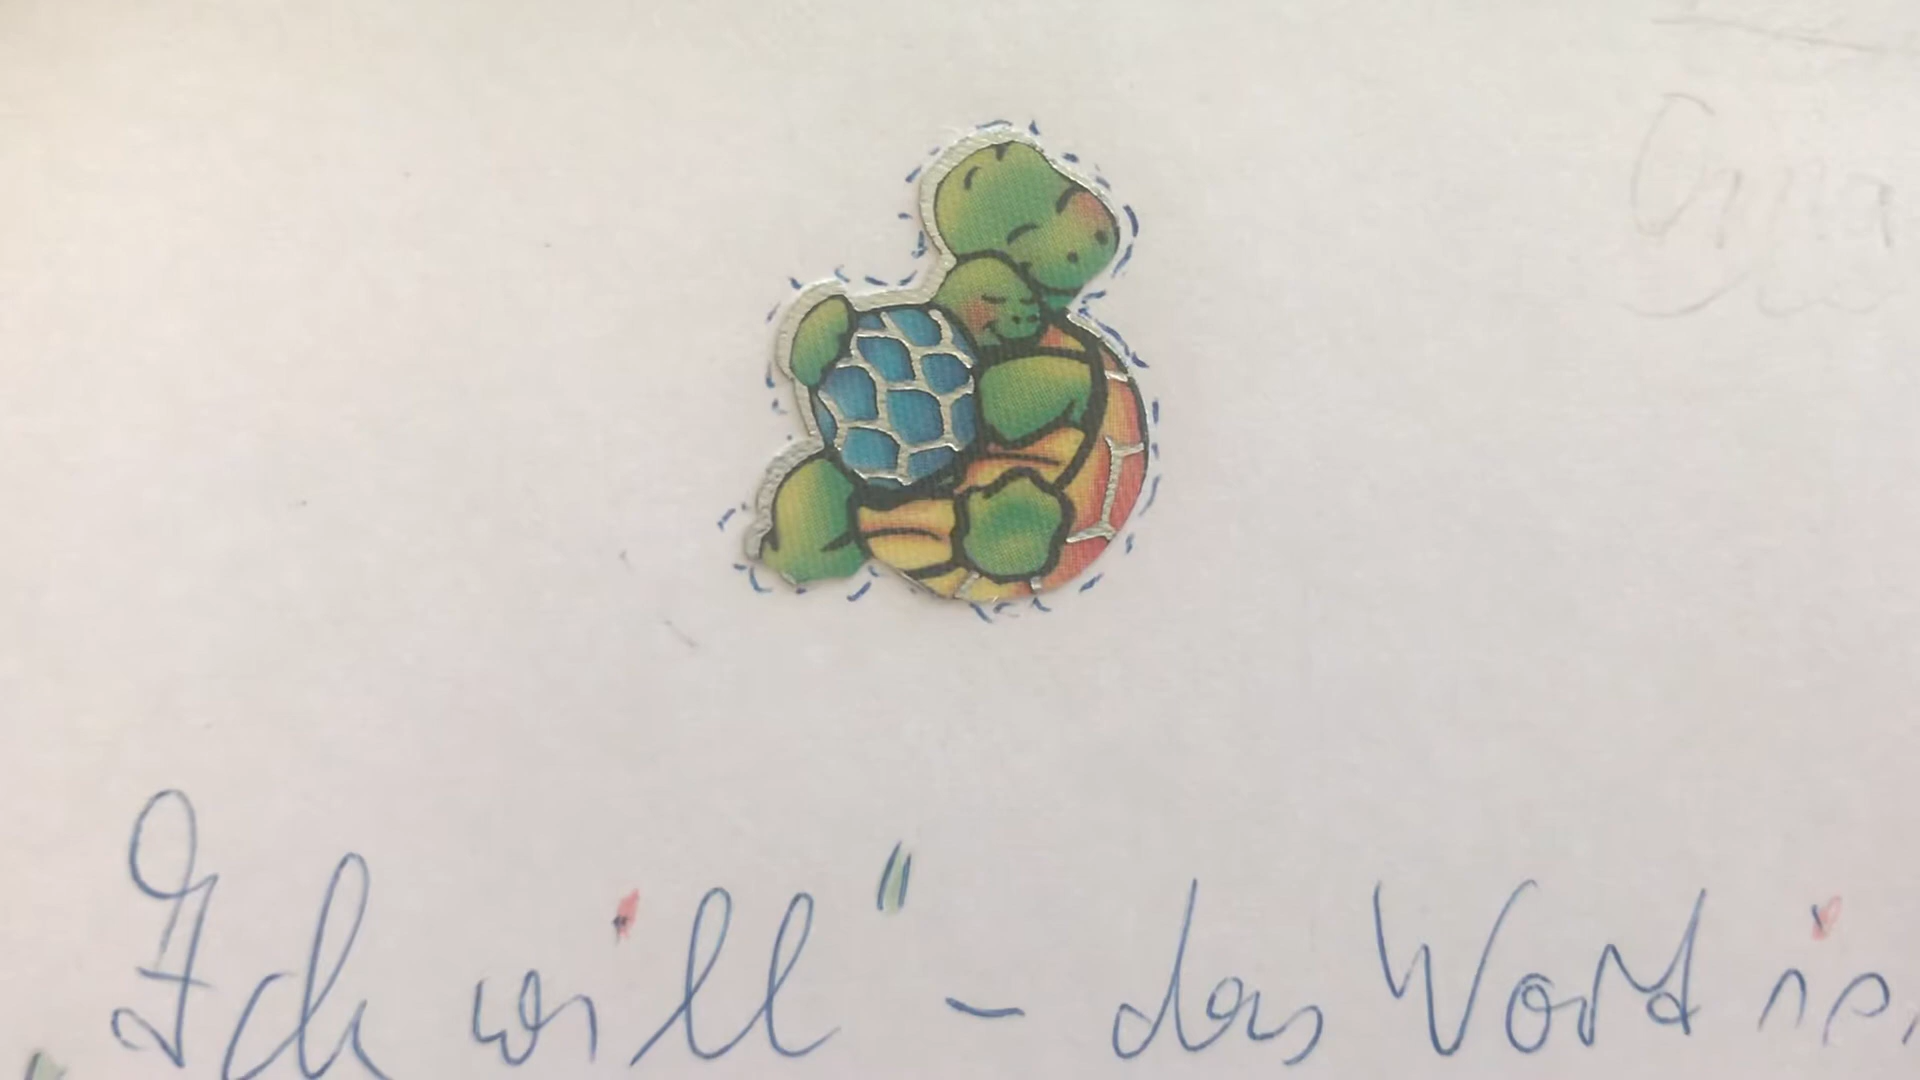 „Ich will" - das Wort is